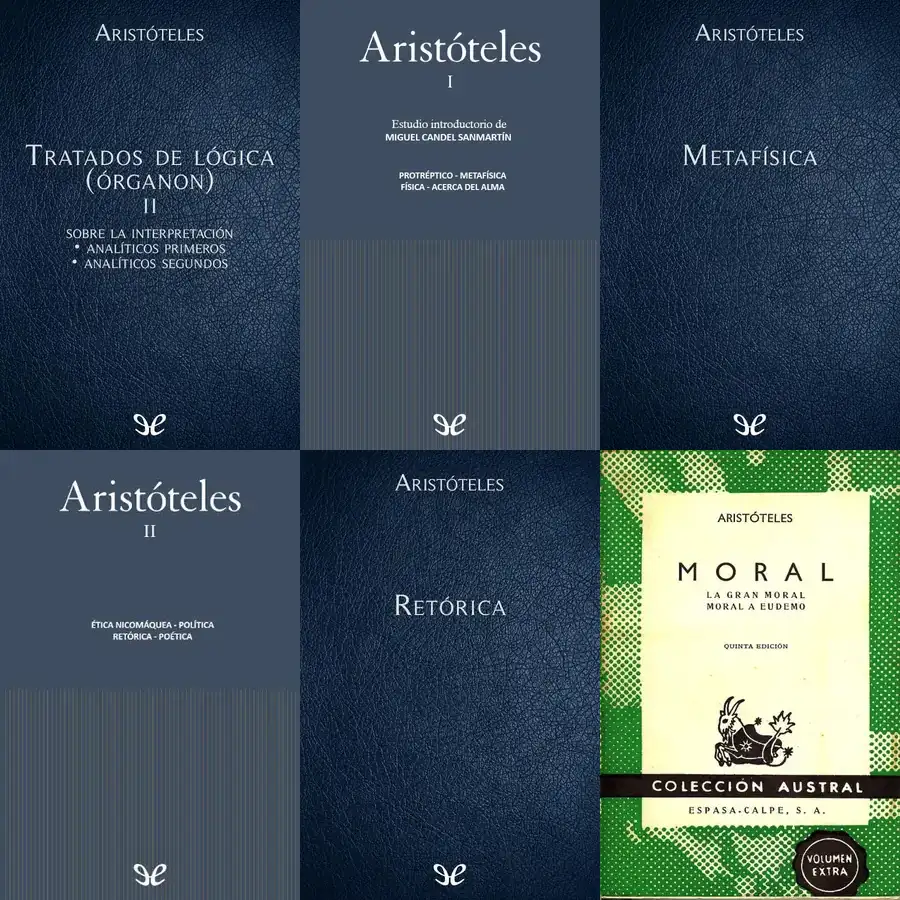 ARISTÓTELES
TRATADOS DE LÓGICA
(ÓRGANON)
II
SOBRE LA INTERPRETACIÓN
• ANALÍTICOS PRIMEROS
• ANALÍTICOS SEGUNDOS
Aristóteles
I
Estudio introductorio de
MIGUEL CANDEL SANMARTÍN
PROTRÉPTICO - METAFÍSICA
FÍSICA - ACERCA DEL ALMA
ARISTÓTELES
METAFÍSICA
Aristóteles
II
ÉTICA NICOMÁQUEA - POLÍTICA
RETÓRICA - POÉTICA
ARISTÓTELES
RETÓRICA
ARISTÓTELES
MORAL
LA GRAN MORAL
MORAL A EUDEMO
QUINTA EDICIÓN
COLECCIÓN AUSTRAL
ESPASA-CALPE, S. A.
VOLUMEN
EXTRA